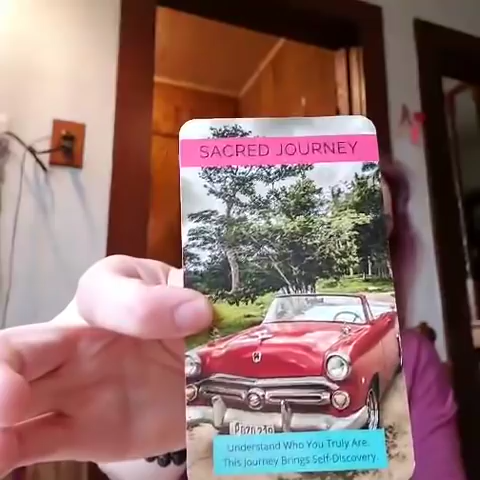 SACRED JOURNEY
Understand Who You Truly Are.
This Journey Brings Self-Discovery.